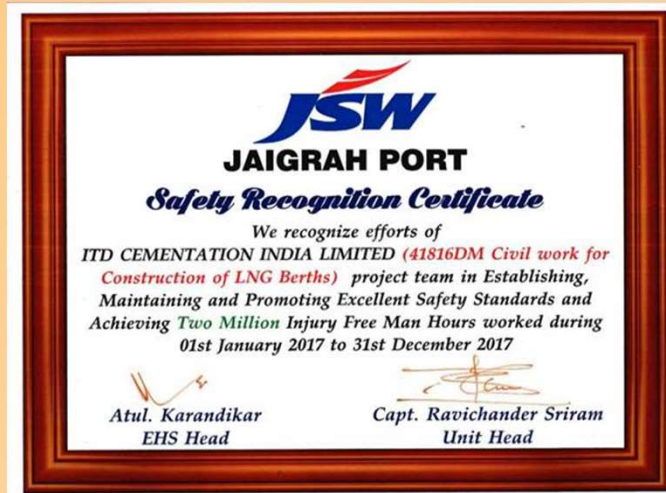 JSW
JAIGRAH PORT
Safety Recognition Certificate
We recognize efforts of
ITD CEMENTATION INDIA LIMITED (41816DM Civil work for
Construction of LNG Berths) project team in Establishing,
Maintaining and Promoting Excellent Safety Standards and
Achieving Two Million Injury Free Man Hours worked during
01st January 2017 to 31st December 2017
Atul. Karandikar
EHS Head
Capt. Ravichander Sriram
Unit Head